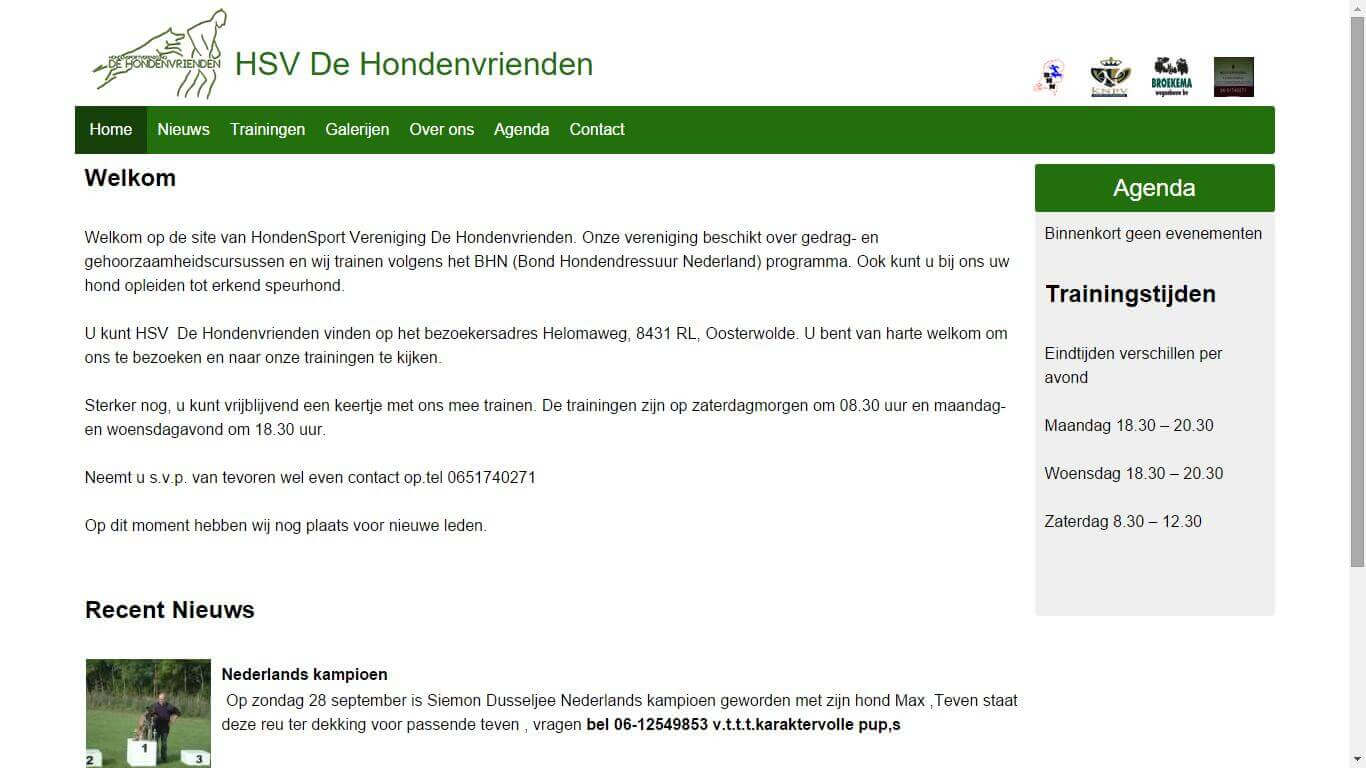 HONDENSPORTVERENIGING
DE HONDENVRIENDEN
HSV De Hondenvrienden
KNPV
BROEKEMA
Home Nieuws Trainingen Galerijen Over ons Agenda Contact
Welkom
Welkom op de site van HondenSport Vereniging De Hondenvrienden. Onze vereniging beschikt over gedrag- en
gehoorzaamheidscursussen en wij trainen volgens het BHN (Bond Hondendressuur Nederland) programma. Ook kunt u bij ons uw
hond opleiden tot erkend speurhond.
U kunt HSV  De Hondenvrienden vinden op het bezoekersadres Helomaweg, 8431 RL, Oosterwolde. U bent van harte welkom om
ons te bezoeken en naar onze trainingen te kijken.
Sterker nog, u kunt vrijblijvend een keertje met ons mee trainen. De trainingen zijn op zaterdagmorgen om 08.30 uur en maandag-
en woensdagavond om 18.30 uur.
Neemt u s.v.p. van tevoren wel even contact op.tel 0651740271
Op dit moment hebben wij nog plaats voor nieuwe leden.
Agenda
Binnenkort geen evenementen
Trainingstijden
Eindtijden verschillen per
avond
Maandag 18.30 – 20.30
Woensdag 18.30 – 20.30
Zaterdag 8.30 – 12.30
Recent Nieuws
2 1 3
Nederlands kampioen
Op zondag 28 september is Siemon Dusseljee Nederlands kampioen geworden met zijn hond Max ,Teven staat
deze reu ter dekking voor passende teven , vragen bel 06-12549853 v.t.t.t.karaktervolle pup,s